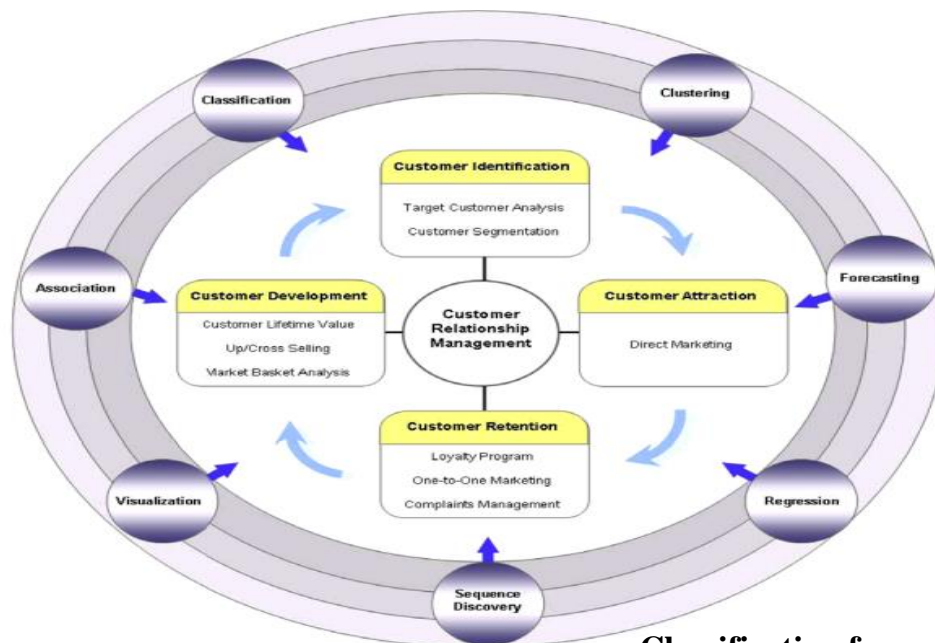 Classification
Clustering
Customer Identification
Target Customer Analysis
Customer Segmentation
Association
Forecasting
Customer Development
Customer Lifetime Value
Up/Cross Selling
Market Basket Analysis
Customer
Relationship
Management
Customer Attraction
Direct Marketing
Customer Retention
Loyalty Program
One-to-One Marketing
Complaints Management
Visualization
Regression
Sequence
Discovery